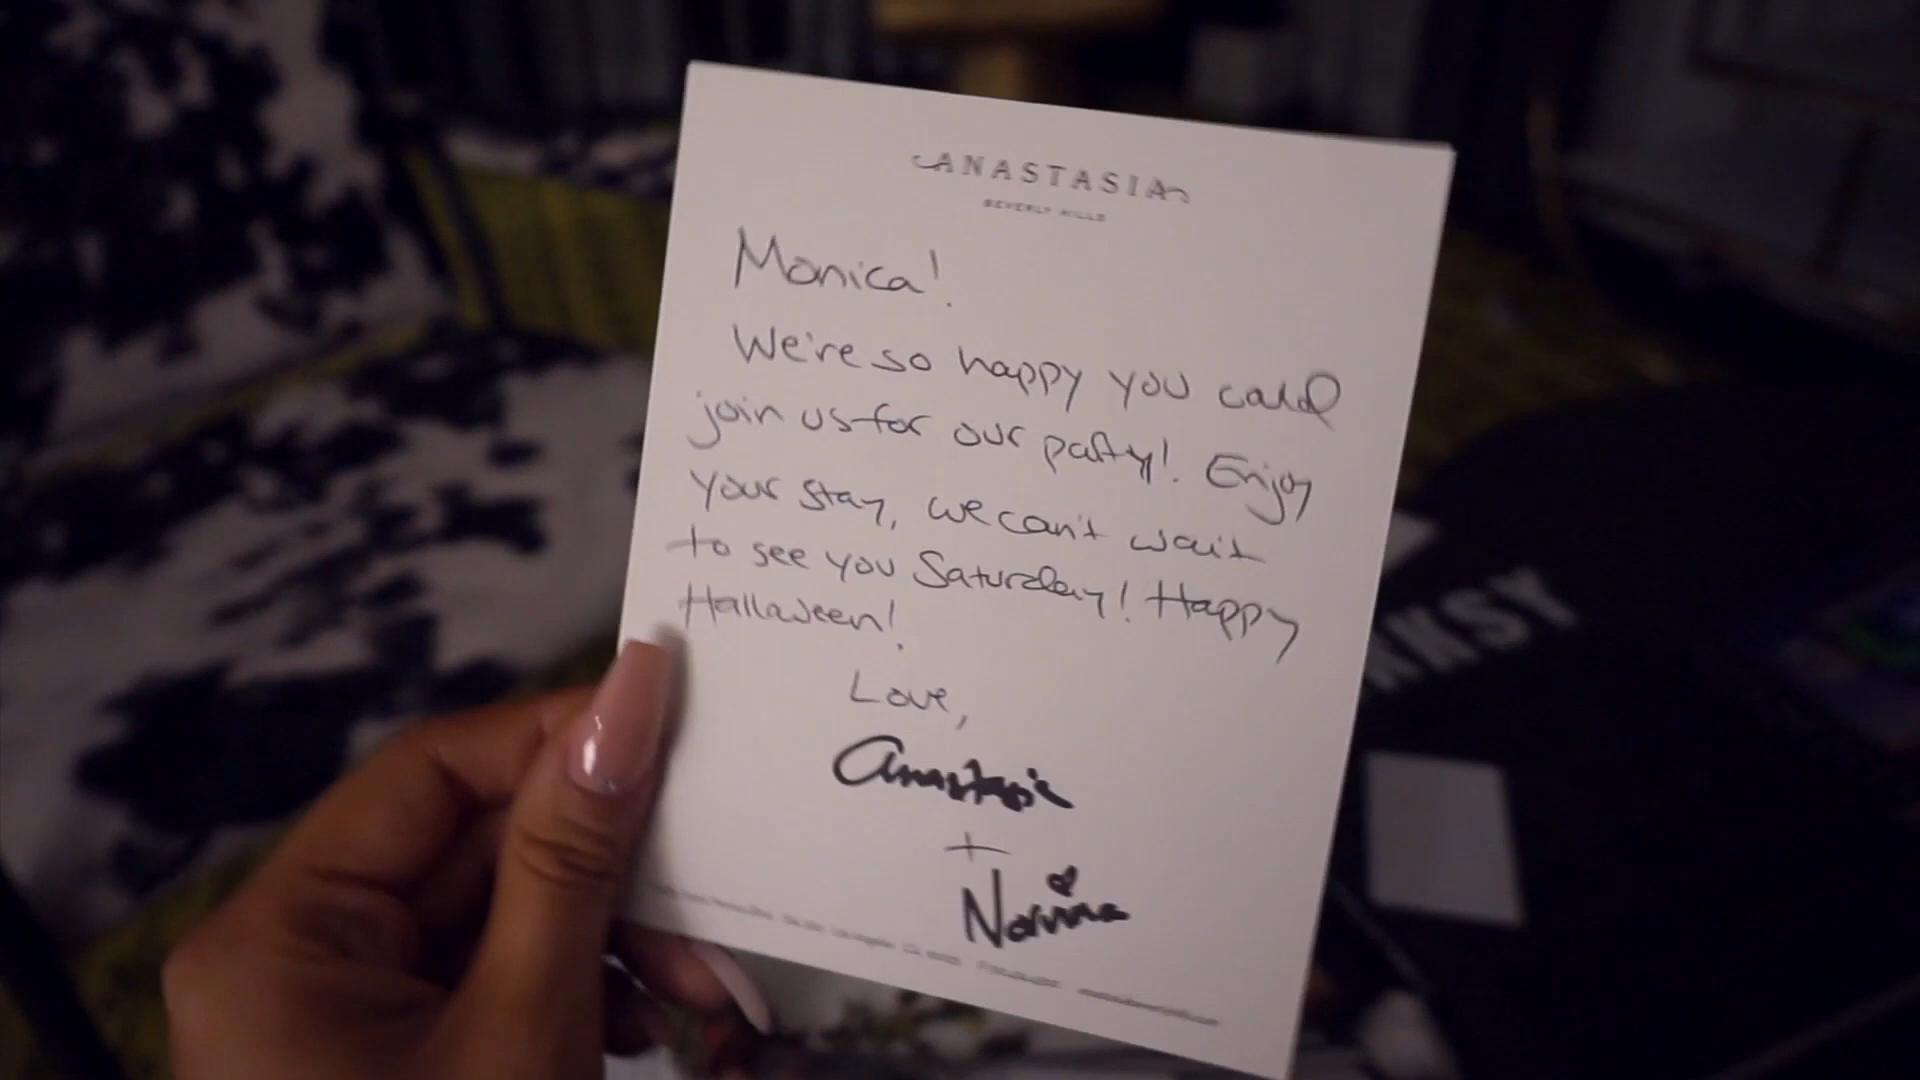 ANASTASIA
BEVERLY HILLS
Monica!
We're so happy you could
join us for our party! Enjoy
your stay, we can't wait
to see you Saturday! Happy
Halloween!
Love,
Anastasia
+
Norvina
NKSY